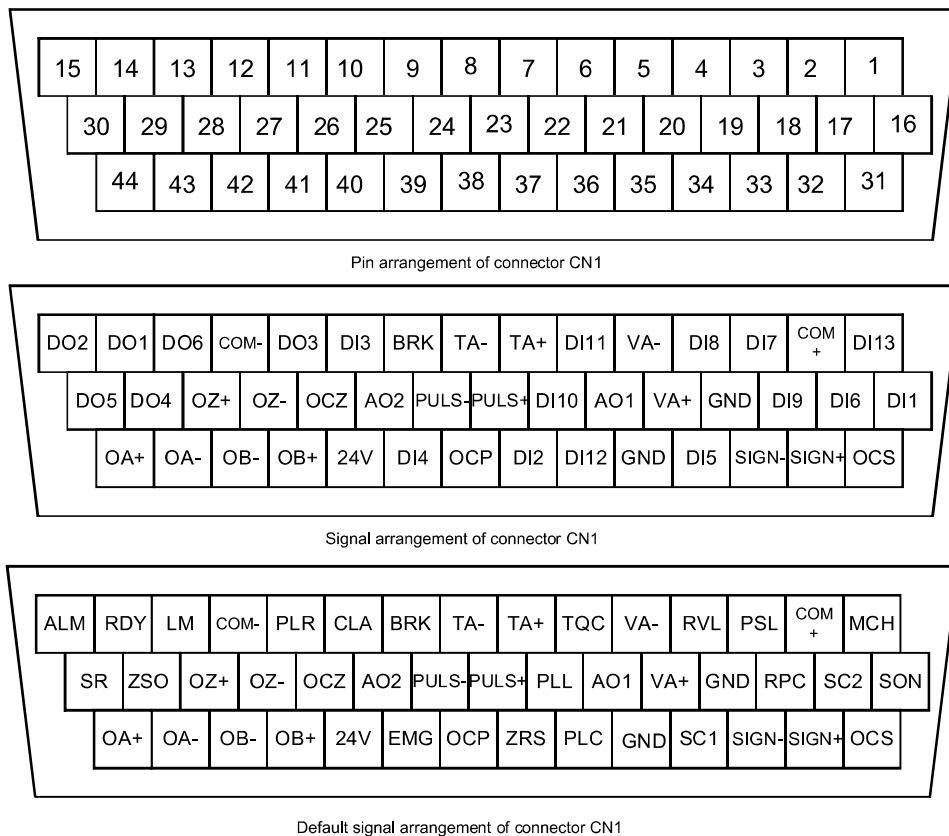 15 14 13 12 11 10 9 8 7 6 5 4 3 2 1
30 29 28 27 26 25 24 23 22 21 20 19 18 17 16
44 43 42 41 40 39 38 37 36 35 34 33 32 31
Pin arrangement of connector CN1
DO2 DO1 DO6 COM- DO3 DI3 BRK TA- TA+ DI11 VA- DI8 DI7 COM+ DI13
DO5 DO4 OZ+ OZ- OCZ AO2 PULS- PULS+ DI10 AO1 VA+ GND DI9 DI6 DI1
OA+ OA- OB- OB+ 24V DI4 OCP DI2 DI12 GND DI5 SIGN- SIGN+ OCS
Signal arrangement of connector CN1
ALM RDY LM COM- PLR CLA BRK TA- TA+ TQC VA- RVL PSL COM+ MCH
SR ZSO OZ+ OZ- OCZ AO2 PULS- PULS+ PLL AO1 VA+ GND RPC SC2 SON
OA+ OA- OB- OB+ 24V EMG OCP ZRS PLC GND SC1 SIGN- SIGN+ OCS
Default signal arrangement of connector CN1